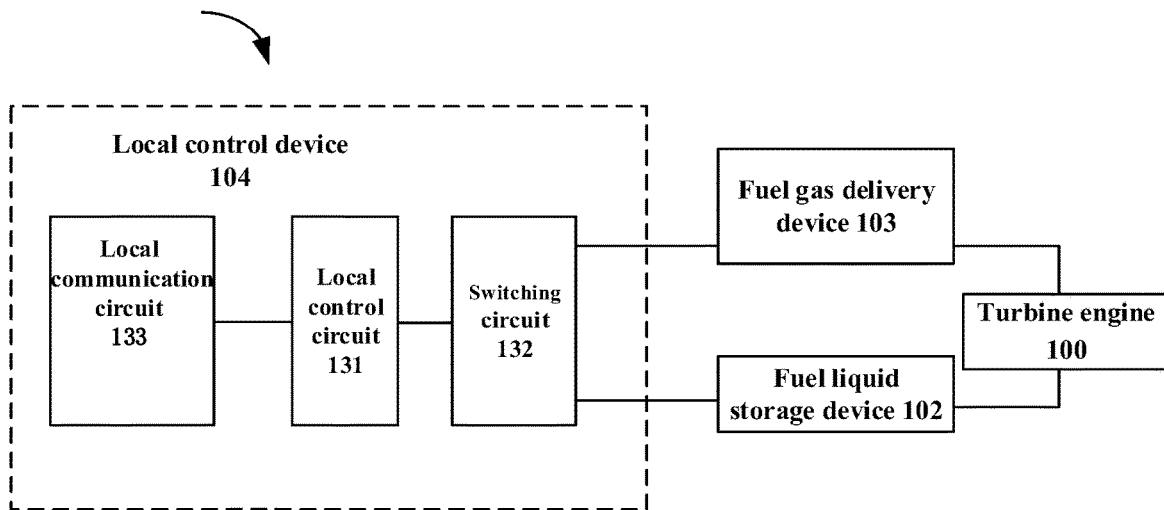 Local control device
104
Local
communication
circuit
133
Local
control
circuit
131
Switching
circuit
132
Fuel gas delivery
device 103
Fuel liquid
storage device 102
Turbine engine
100